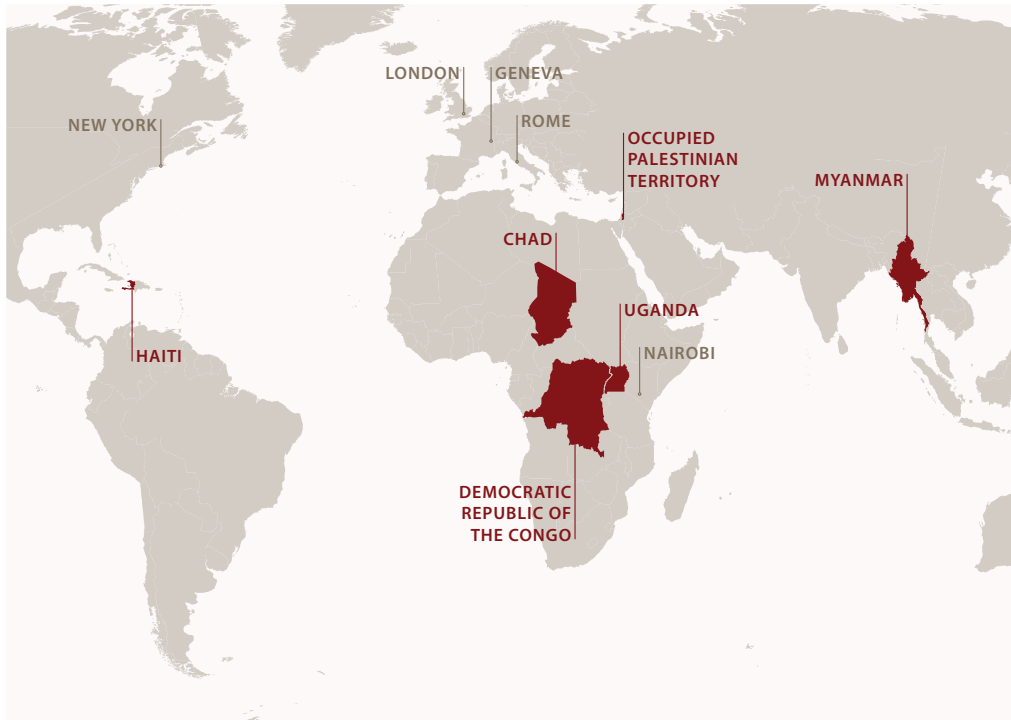 LONDON
GENEVA
NEW YORK
ROME
OCCUPIED
PALESTINIAN
TERRITORY
MYANMAR
CHAD
UGANDA
HAITI
NAIROBI
DEMOCRATIC
REPUBLIC OF
THE CONGO